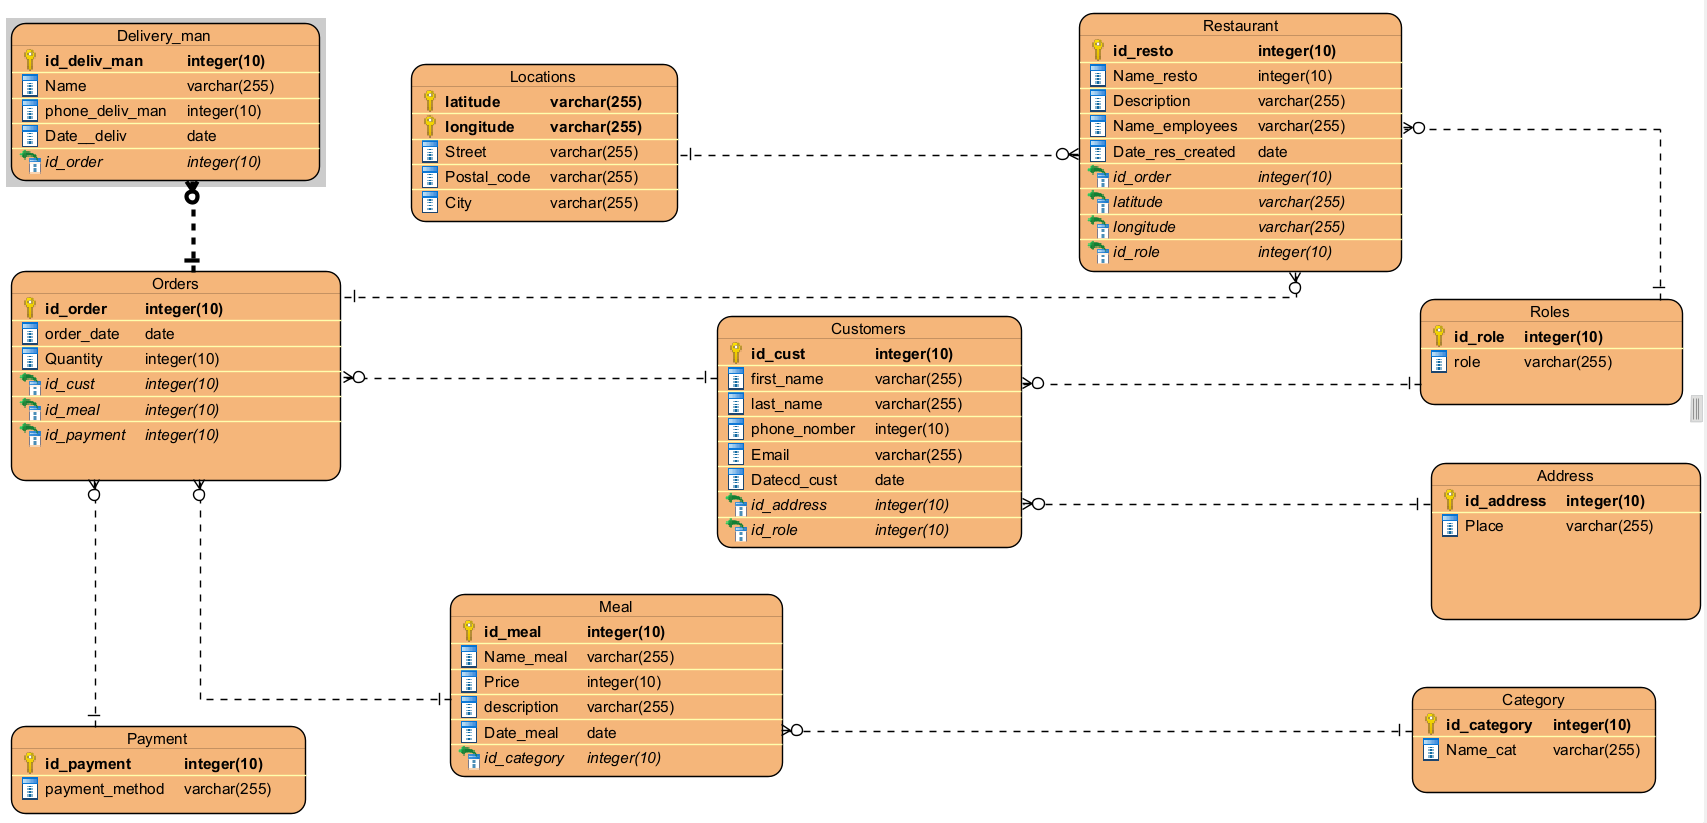 Delivery_man
id_deliv_man integer(10)
Name varchar(255)
phone_deliv_man integer(10)
Date__deliv date
id_order integer(10)
Locations
latitude varchar(255)
longitude varchar(255)
Street varchar(255)
Postal_code varchar(255)
City varchar(255)
Restaurant
id_resto integer(10)
Name_resto integer(10)
Description varchar(255)
Name_employees varchar(255)
Date_res_created date
id_order integer(10)
latitude varchar(255)
longitude varchar(255)
id_role integer(10)
Orders
id_order integer(10)
order_date date
Quantity integer(10)
id_cust integer(10)
id_meal integer(10)
id_payment integer(10)
Customers
id_cust integer(10)
first_name varchar(255)
last_name varchar(255)
phone_nomber integer(10)
Email varchar(255)
Datecd_cust date
id_address integer(10)
id_role integer(10)
Roles
id_role integer(10)
role varchar(255)
Address
id_address integer(10)
Place varchar(255)
Meal
id_meal integer(10)
Name_meal varchar(255)
Price integer(10)
description varchar(255)
Date_meal date
id_category integer(10)
Category
id_category integer(10)
Name_cat varchar(255)
Payment
id_payment integer(10)
payment_method varchar(255)